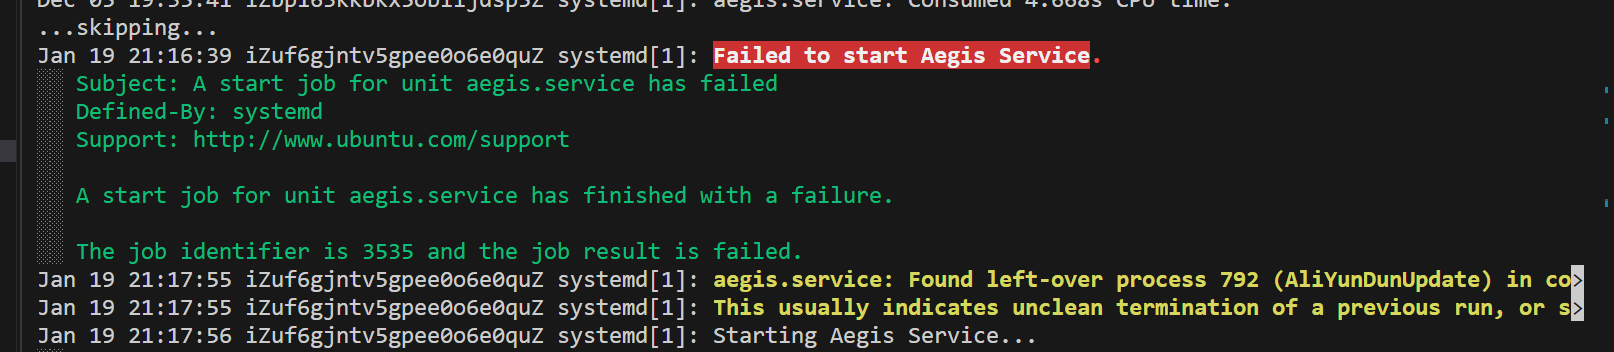 ...skipping...
Jan 19 21:16:39 iZuf6gjntv5gpee0o6e0quZ systemd[1]: Failed to start Aegis Service.
Subject: A start job for unit aegis.service has failed
Defined-By: systemd
Support: http://www.ubuntu.com/support
A start job for unit aegis.service has finished with a failure.
The job identifier is 3535 and the job result is failed.
Jan 19 21:17:55 iZuf6gjntv5gpee0o6e0quZ systemd[1]: aegis.service: Found left-over process 792 (AliYunDunUpdate) in co>
Jan 19 21:17:55 iZuf6gjntv5gpee0o6e0quZ systemd[1]: This usually indicates unclean termination of a previous run, or s>
Jan 19 21:17:56 iZuf6gjntv5gpee0o6e0quZ systemd[1]: Starting Aegis Service...